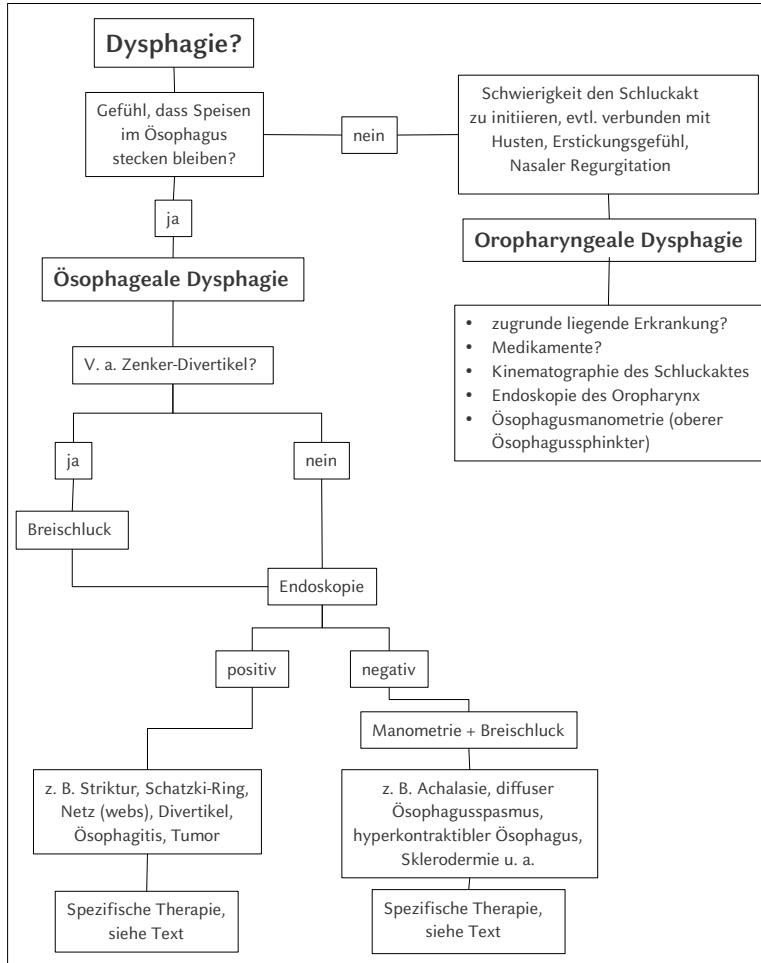 Dysphagie?
Gefühl, dass Speisen
im Ösophagus
stecken bleiben?
nein
Schwierigkeit den Schluckakt
zu initiieren, evtl. verbunden mit
Husten, Erstickungsgefühl,
Nasaler Regurgitation
ja
Oropharyngeale Dysphagie
Ösophageale Dysphagie
• zugrunde liegende Erkrankung?
• Medikamente?
• Kinematographie des Schluckaktes
• Endoskopie des Oropharynx
• Ösophagusmanometrie (oberer
Ösophagussphinkter)
V. a. Zenker-Divertikel?
ja
nein
Breischluck
Endoskopie
positiv
negativ
Manometrie + Breischluck
z. B. Striktur, Schatzki-Ring,
Netz (webs), Divertikel,
Ösophagitis, Tumor
z. B. Achalasie, diffuser
Ösophagusspasmus,
hyperkontraktibler Ösophagus,
Sklerodermie u. a.
Spezifische Therapie,
siehe Text
Spezifische Therapie,
siehe Text